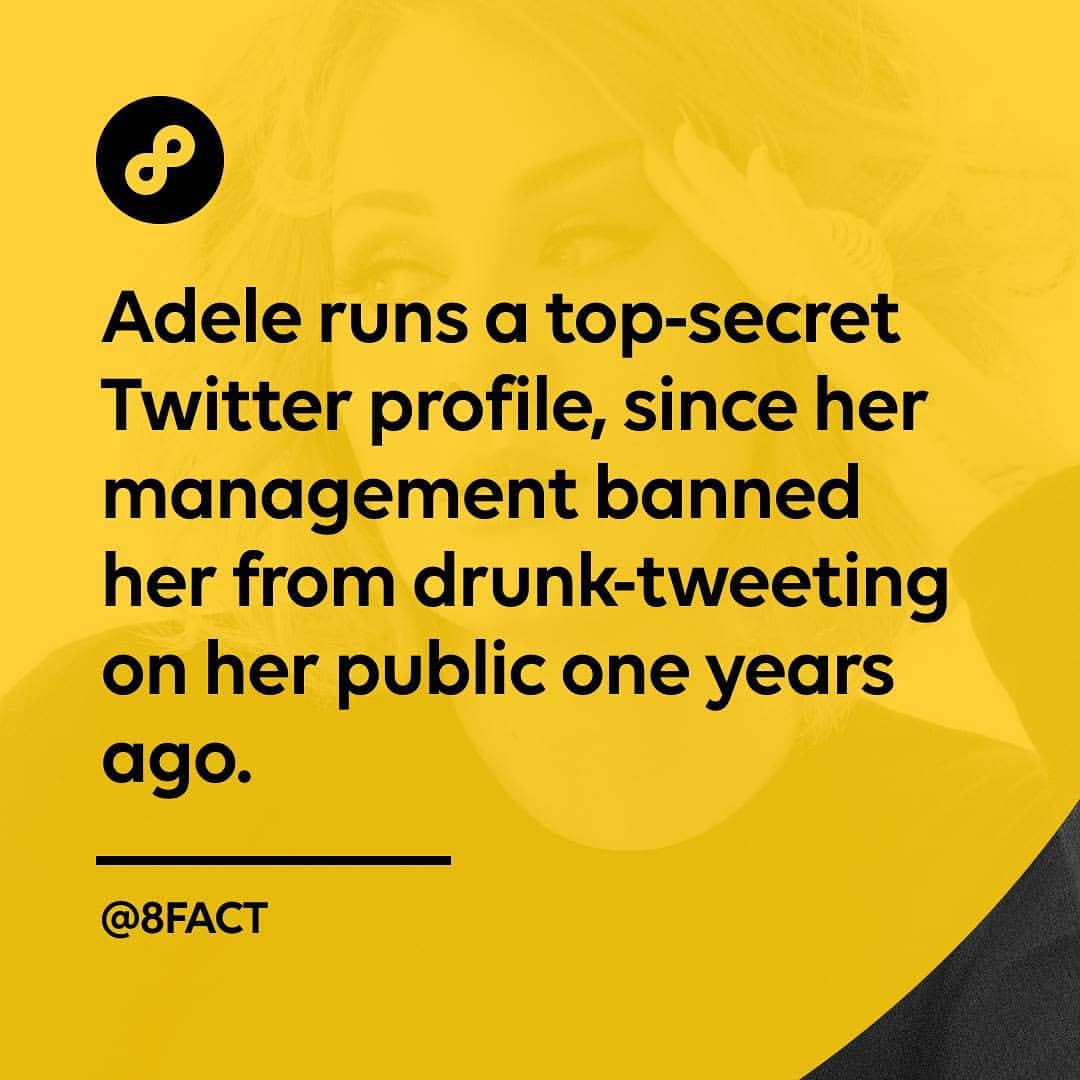 Adele runs a top-secret
Twitter profile, since her
management banned
her from drunk-tweeting
on her public one years
ago.
@8FACT